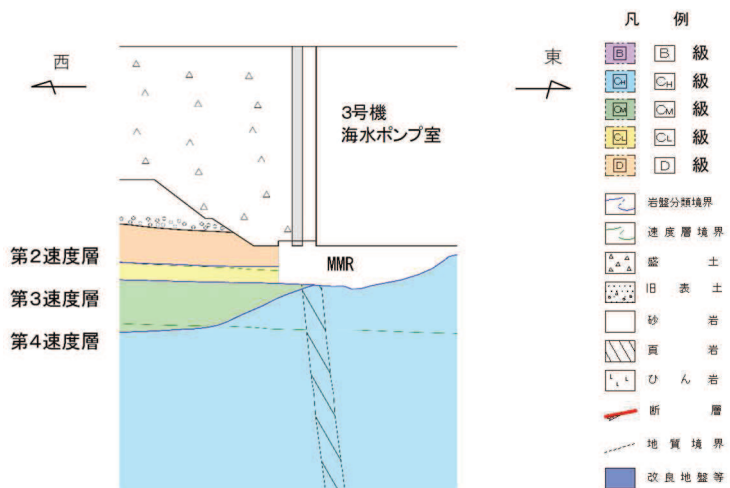 西
東
3号機
海水ポンプ室
第2速度層
第3速度層
第4速度層
MMR
凡例
B B 級
CH CH 級
CM CM 級
CL CL 級
D D 級
岩盤分類境界
速度層境界
盛土
旧表土
砂岩
頁岩
ひん岩
断層
地質境界
改良地盤等